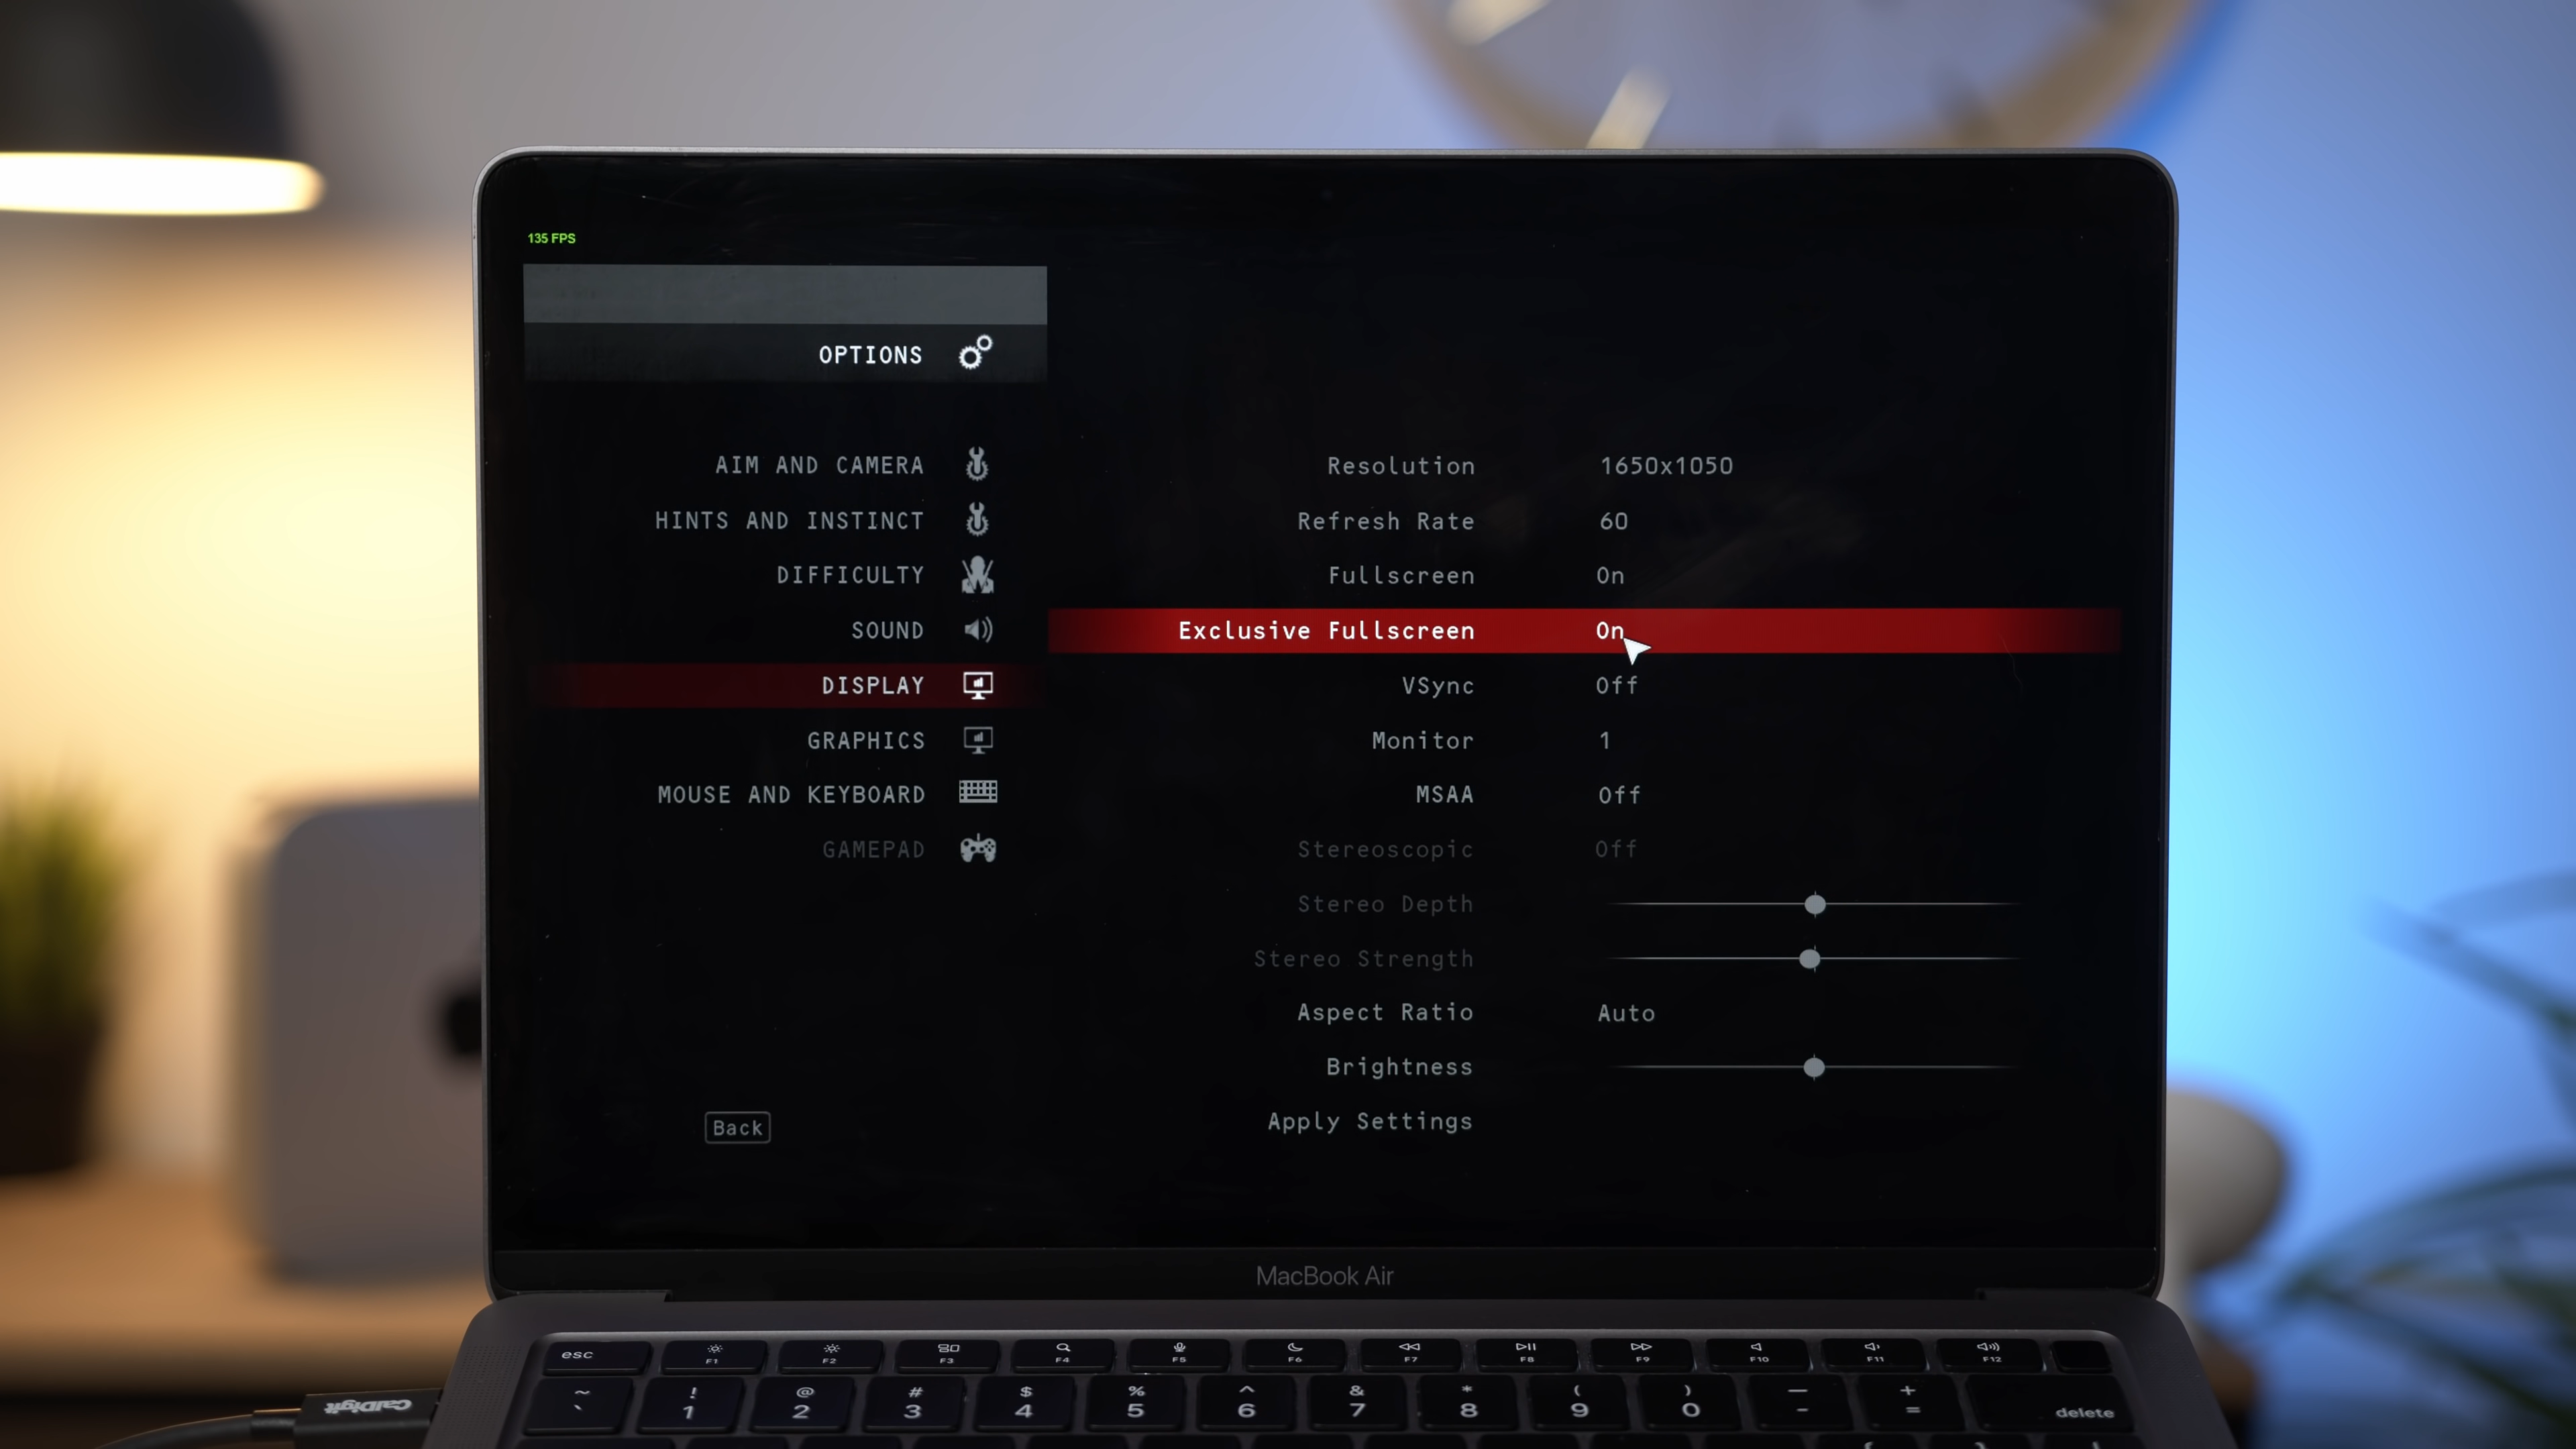 135 FPS
OPTIONS
AIM AND CAMERA
HINTS AND INSTINCT
DIFFICULTY
SOUND
DISPLAY
GRAPHICS
MOUSE AND KEYBOARD
GAMEPAD
Back
Resolution 1650x1050
Refresh Rate 60
Fullscreen On
Exclusive Fullscreen On
VSync Off
Monitor 1
MSAA Off
Stereoscopic Off
Stereo Depth
Stereo Strength
Aspect Ratio Auto
Brightness
Apply Settings
MacBook Air
esc F1 F2 F3 F4 F5 F6 F7 F8 F9 F10 F11 F12
~ ! @ # $ % ^ & * ( ) — +
` 1 2 3 4 5 6 7 8 9 0 - = delete
CalDigit